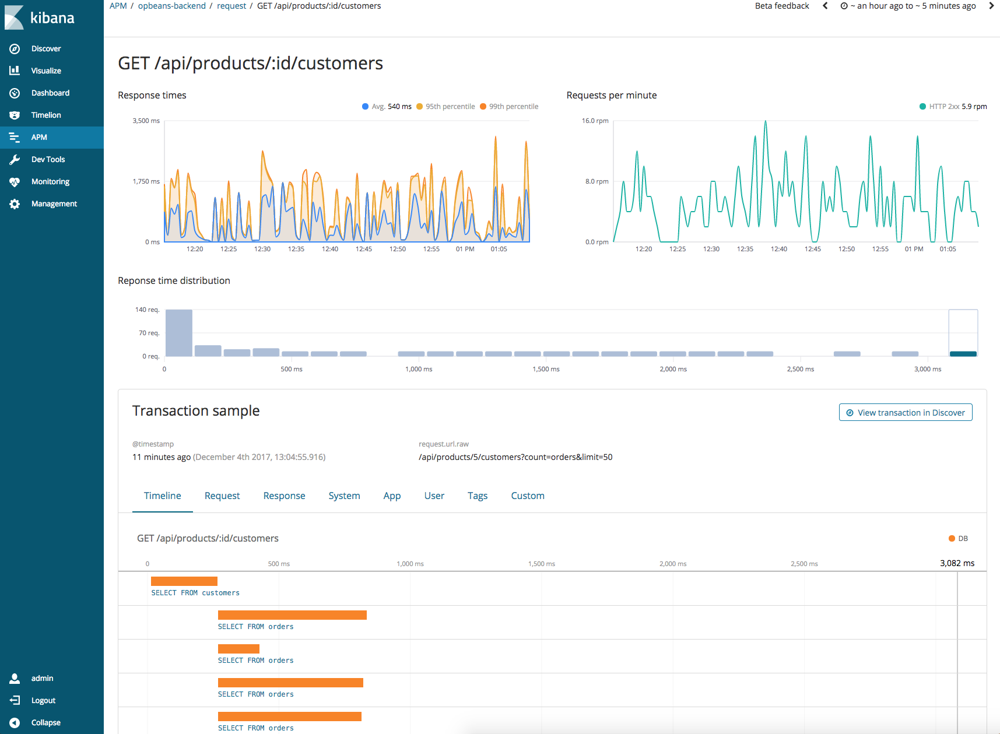 kibana
Discover
Visualize
Dashboard
Timelion
APM
Dev Tools
Monitoring
Management
admin
Logout
Collapse
APM / opbeans-backend / request / GET /api/products/:id/customers
Beta feedback
~ an hour ago to ~ 5 minutes ago
GET /api/products/:id/customers
Response times
Avg. 540 ms 95th percentile 99th percentile
3,500 ms
1,750 ms
0 ms
12:20 12:25 12:30 12:35 12:40 12:45 12:50 12:55 01 PM 01:05
Requests per minute
HTTP 2xx 5.9 rpm
16.0 rpm
8.0 rpm
0.0 rpm
12:20 12:25 12:30 12:35 12:40 12:45 12:50 12:55 01 PM 01:05
Reponse time distribution
140 req.
70 req.
0 req.
0 500 ms 1,000 ms 1,500 ms 2,000 ms 2,500 ms 3,000 ms
Transaction sample
View transaction in Discover
@timestamp
11 minutes ago (December 4th 2017, 13:04:55.916)
request.url.raw
/api/products/5/customers?count=orders&limit=50
Timeline Request Response System App User Tags Custom
GET /api/products/:id/customers
DB
0 500 ms 1,000 ms 1,500 ms 2,000 ms 2,500 ms 3,082 ms
SELECT FROM customers
SELECT FROM orders
SELECT FROM orders
SELECT FROM orders
SELECT FROM orders